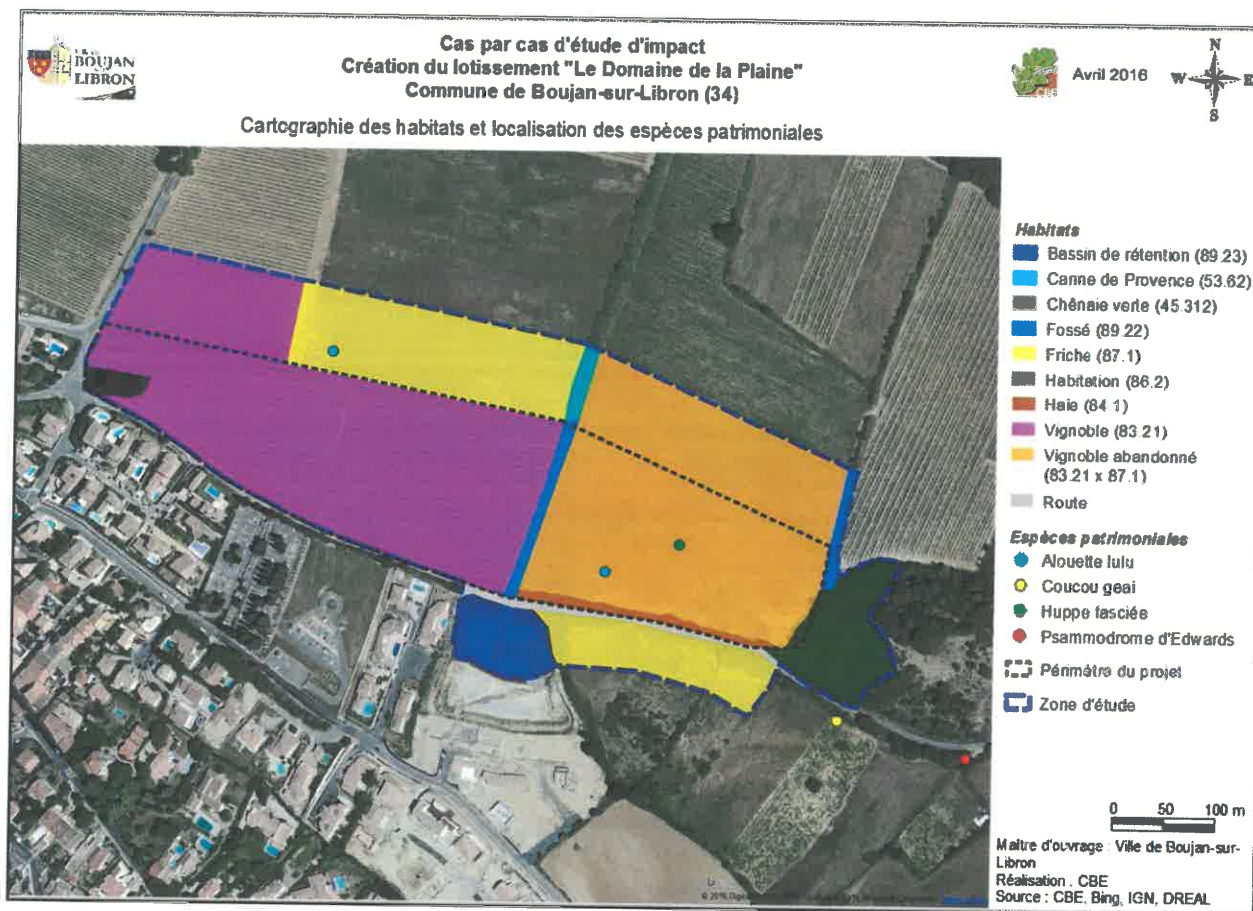 BOUJAN
LIBRON
Cas par cas d'étude d'impact
Création du lotissement "Le Domaine de la Plaine"
Commune de Boujan-sur-Libron (34)
Cartographie des habitats et localisation des espèces patrimoniales
Avril 2016
N
W E
S
Habitats
Bassin de rétention (89.23)
Canne de Provence (53.62)
Chênaie verte (45.312)
Fossé (89.22)
Friche (87.1)
Habitation (86.2)
Haie (84.1)
Vignoble (83.21)
Vignoble abandonné
(83.21 x 87.1)
Route
Espèces patrimoniales
Alouette lulu
Coucou geai
Huppe fasciée
Psammodrome d'Edwards
Périmètre du projet
Zone d'étude
0 50 100 m
Maître d'ouvrage : Ville de Boujan-sur-
Libron
Réalisation : CBE
Source : CBE, Bing, IGN, DREAL